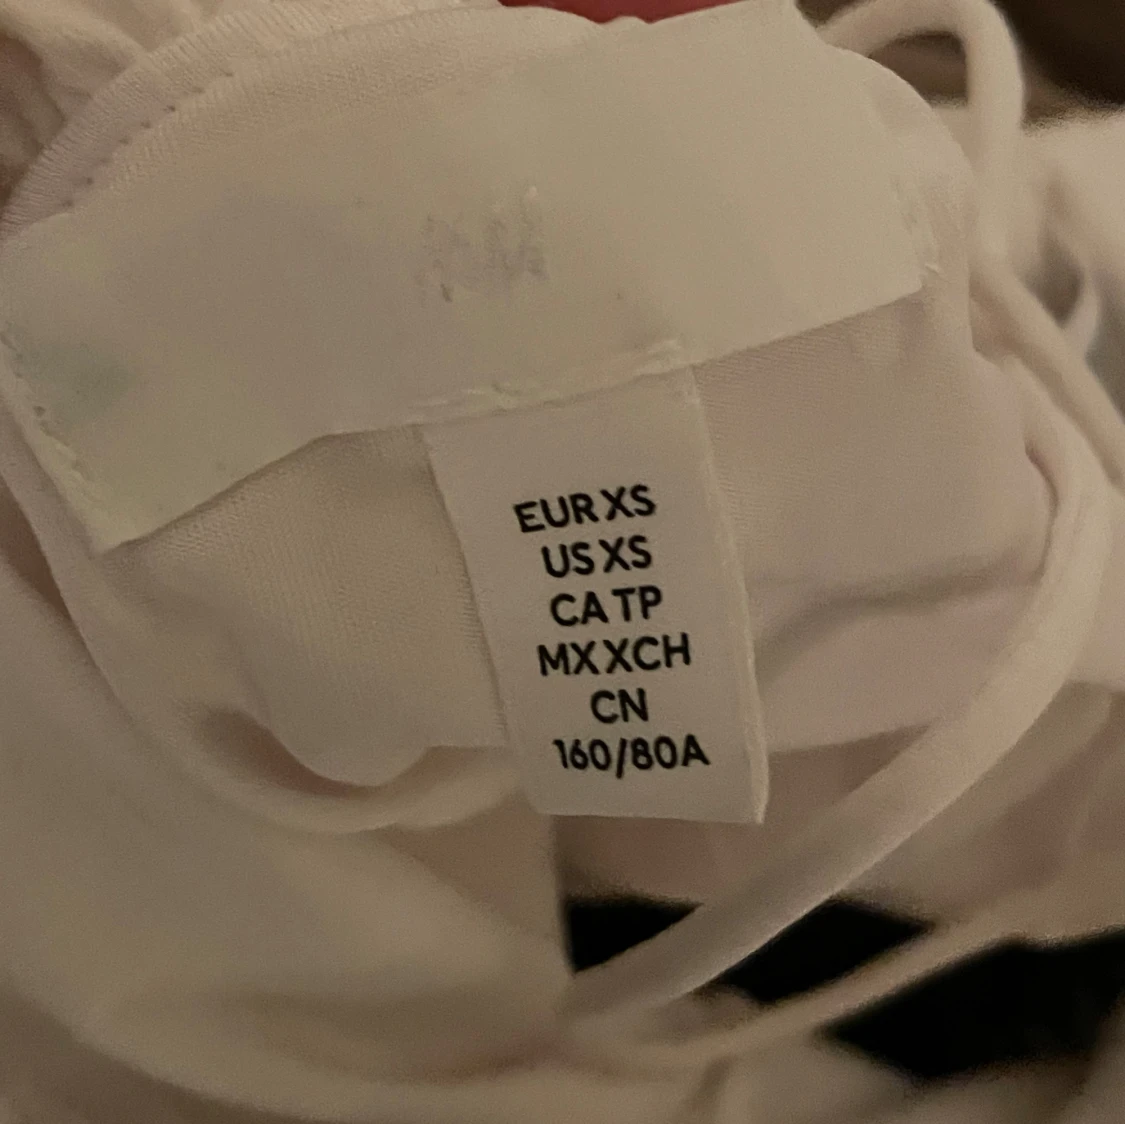 EUR XS
US XS
CA TP
MX XCH
CN
160/80A